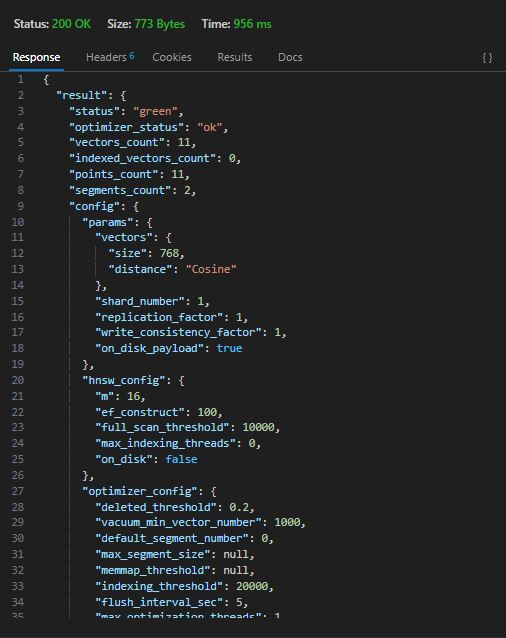 Status: 200 OK Size: 773 Bytes Time: 956 ms
Response Headers 6 Cookies Results Docs { }
1 {
2 "result": {
3 "status": "green",
4 "optimizer_status": "ok",
5 "vectors_count": 11,
6 "indexed_vectors_count": 0,
7 "points_count": 11,
8 "segments_count": 2,
9 "config": {
10 "params": {
11 "vectors": {
12 "size": 768,
13 "distance": "Cosine"
14 },
15 "shard_number": 1,
16 "replication_factor": 1,
17 "write_consistency_factor": 1,
18 "on_disk_payload": true
19 },
20 "hnsw_config": {
21 "m": 16,
22 "ef_construct": 100,
23 "full_scan_threshold": 10000,
24 "max_indexing_threads": 0,
25 "on_disk": false
26 },
27 "optimizer_config": {
28 "deleted_threshold": 0.2,
29 "vacuum_min_vector_number": 1000,
30 "default_segment_number": 0,
31 "max_segment_size": null,
32 "memmap_threshold": null,
33 "indexing_threshold": 20000,
34 "flush_interval_sec": 5,
35 "max_optimization_threads": 1